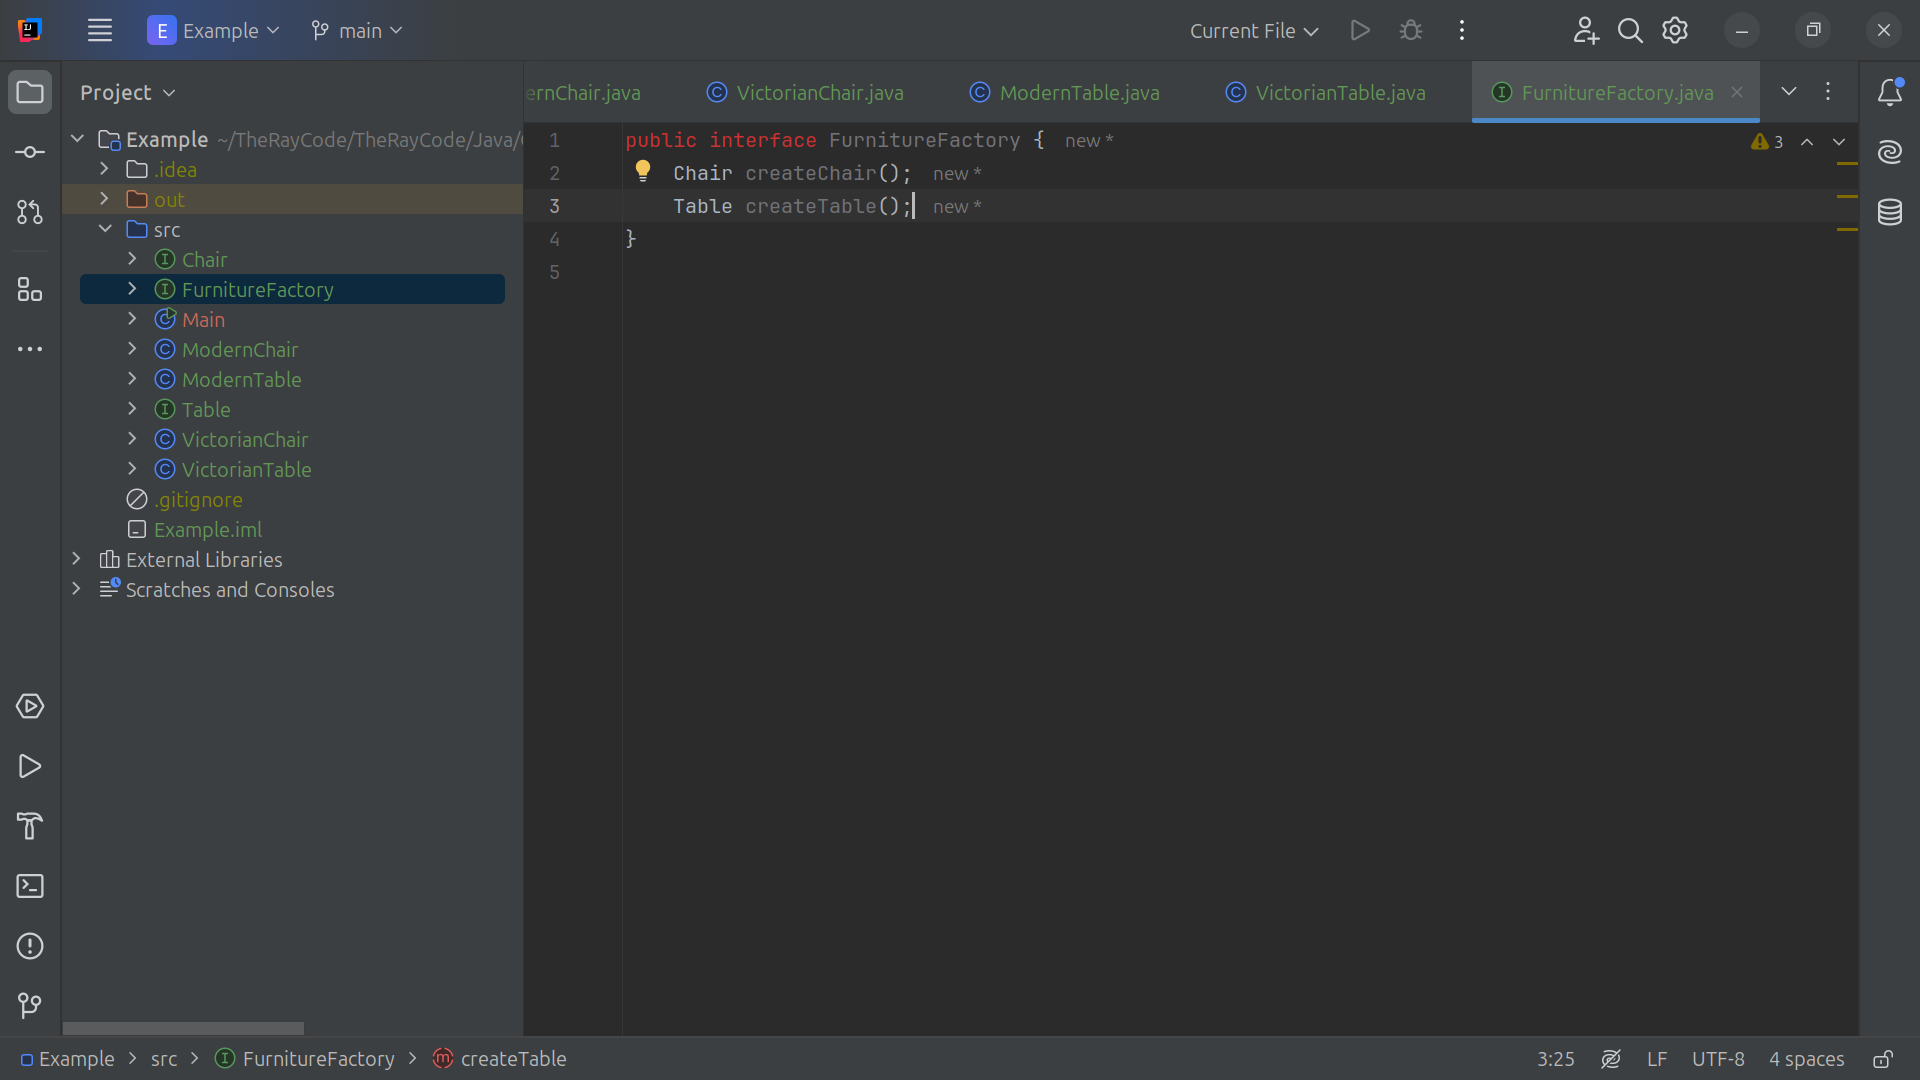 E Example main Current File
Project
Example ~/TheRayCode/TheRayCode/Java/
.idea
out
src
Chair
FurnitureFactory
Main
ModernChair
ModernTable
Table
VictorianChair
VictorianTable
.gitignore
Example.iml
External Libraries
Scratches and Consoles
ernChair.java VictorianChair.java ModernTable.java VictorianTable.java FurnitureFactory.java
1 public interface FurnitureFactory { new *
2 Chair createChair(); new *
3 Table createTable(); new *
4 }
5
3
Example > src > FurnitureFactory > createTable
3:25 LF UTF-8 4 spaces